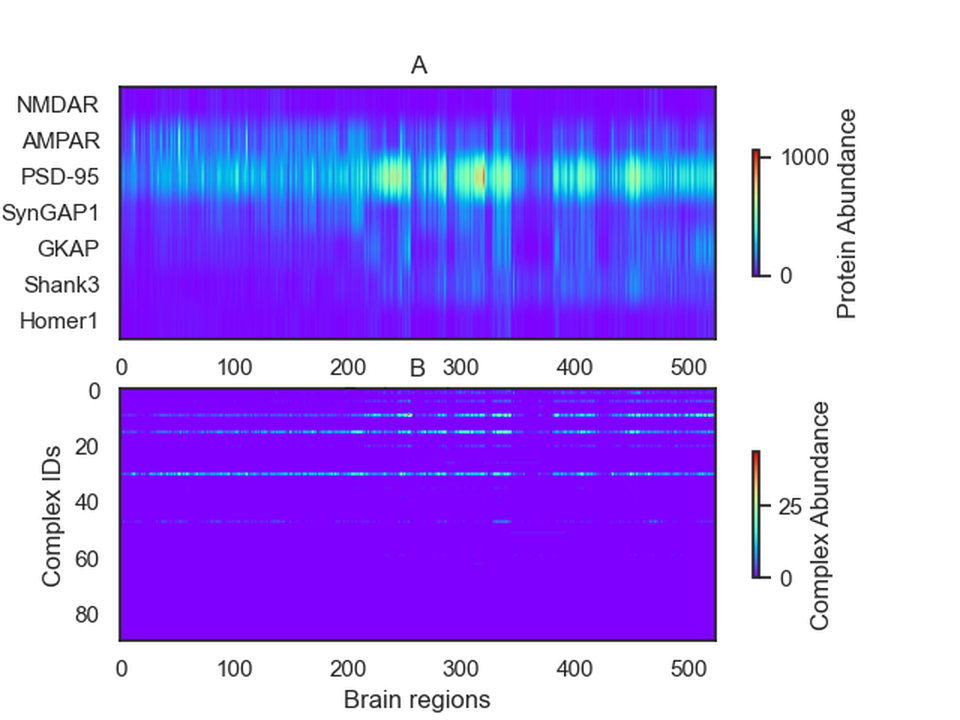 A
NMDAR
AMPAR
PSD-95
SynGAP1
GKAP
Shank3
Homer1
0 100 200 300 400 500
1000
0
Protein Abundance
B
0
20
40
60
80
Complex IDs
0 100 200 300 400 500
Brain regions
25
0
Complex Abundance